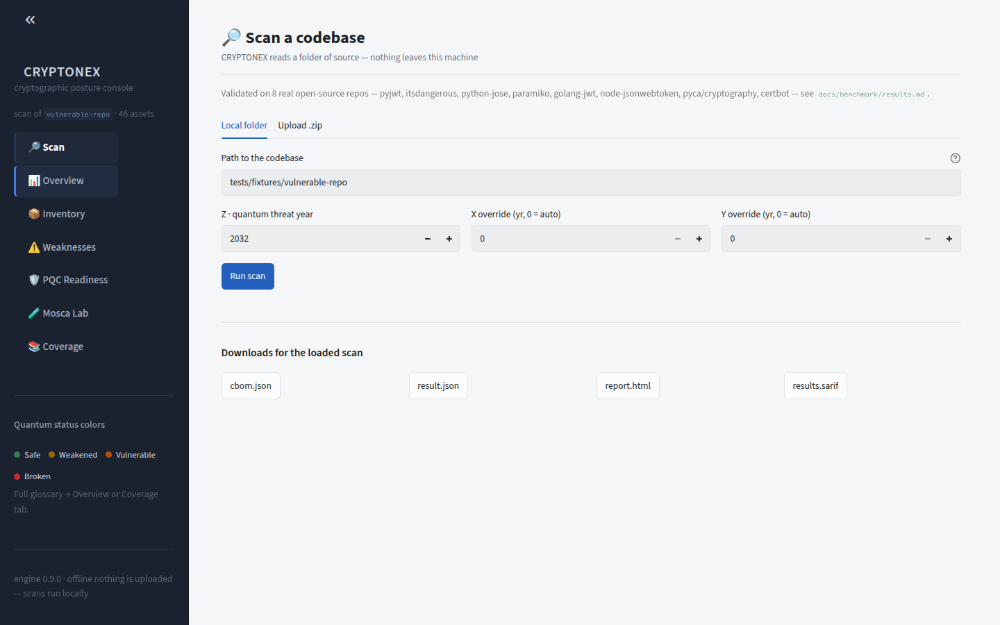 CRYPTONEX
cryptographic posture console
scan of vulnerable-repo · 46 assets
Scan
Overview
Inventory
Weaknesses
PQC Readiness
Mosca Lab
Coverage
Quantum status colors
Safe Weakened Vulnerable
Broken
Full glossary → Overview or Coverage
tab.
engine 0.9.0 · offline nothing is uploaded
— scans run locally
Scan a codebase
CRYPTONEX reads a folder of source — nothing leaves this machine
Validated on 8 real open-source repos — pyjwt, itsdangerous, python-jose, paramiko, golang-jwt, node-jsonwebtoken, pyca/cryptography, certbot — see docs/benchmark/results.md .
Local folder Upload .zip
Path to the codebase
tests/fixtures/vulnerable-repo
Z · quantum threat year X override (yr, 0 = auto) Y override (yr, 0 = auto)
2032 − + 0 − + 0 − +
Run scan
Downloads for the loaded scan
cbom.json result.json report.html results.sarif